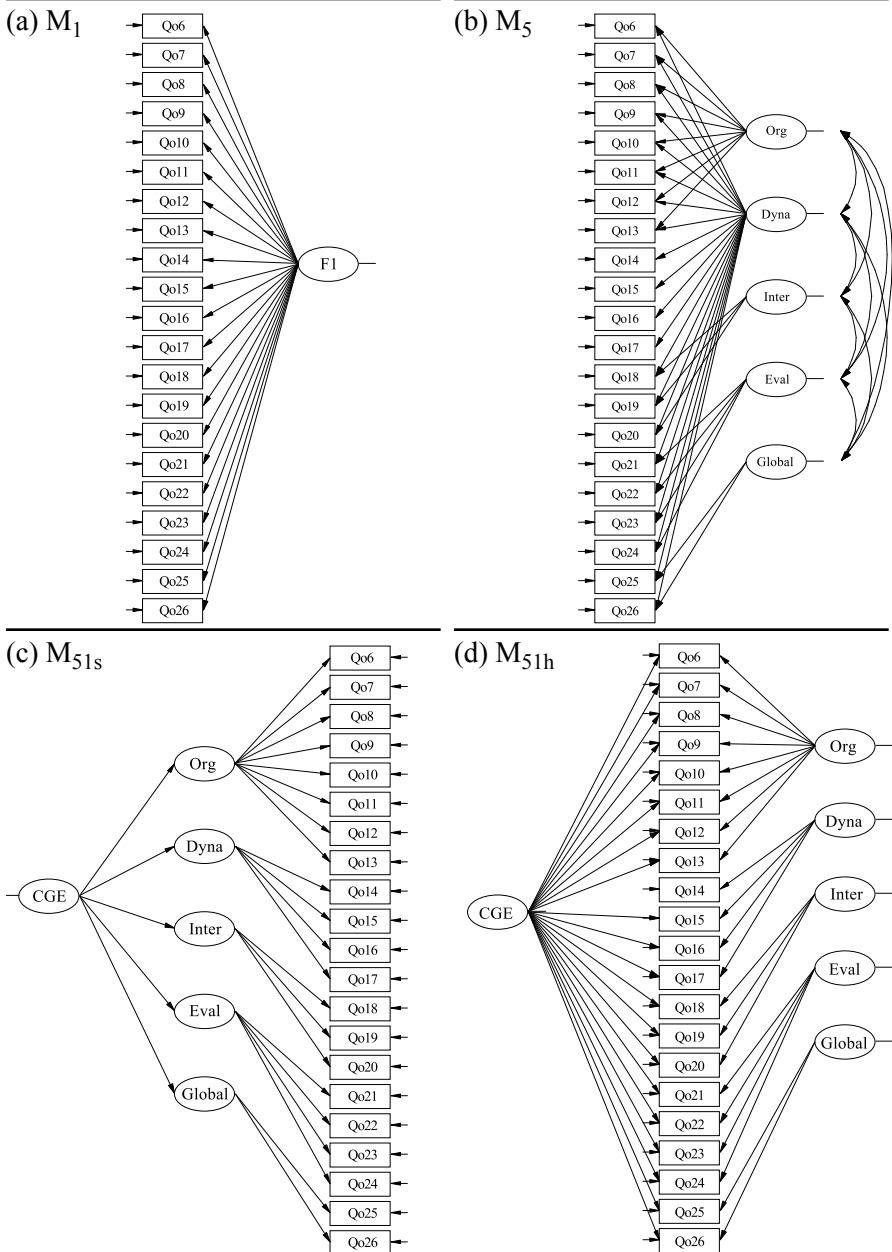 (a) M1
Qo6
Qo7
Qo8
Qo9
Qo10
Qo11
Qo12
Qo13
Qo14
Qo15
Qo16
Qo17
Qo18
Qo19
Qo20
Qo21
Qo22
Qo23
Qo24
Qo25
Qo26
F1
(b) M5
Qo6
Qo7
Qo8
Qo9
Qo10
Qo11
Qo12
Qo13
Qo14
Qo15
Qo16
Qo17
Qo18
Qo19
Qo20
Qo21
Qo22
Qo23
Qo24
Qo25
Qo26
Org
Dyna
Inter
Eval
Global
(c) M51s
CGE
Org
Dyna
Inter
Eval
Global
Qo6
Qo7
Qo8
Qo9
Qo10
Qo11
Qo12
Qo13
Qo14
Qo15
Qo16
Qo17
Qo18
Qo19
Qo20
Qo21
Qo22
Qo23
Qo24
Qo25
Qo26
(d) M51h
CGE
Qo6
Qo7
Qo8
Qo9
Qo10
Qo11
Qo12
Qo13
Qo14
Qo15
Qo16
Qo17
Qo18
Qo19
Qo20
Qo21
Qo22
Qo23
Qo24
Qo25
Qo26
Org
Dyna
Inter
Eval
Global